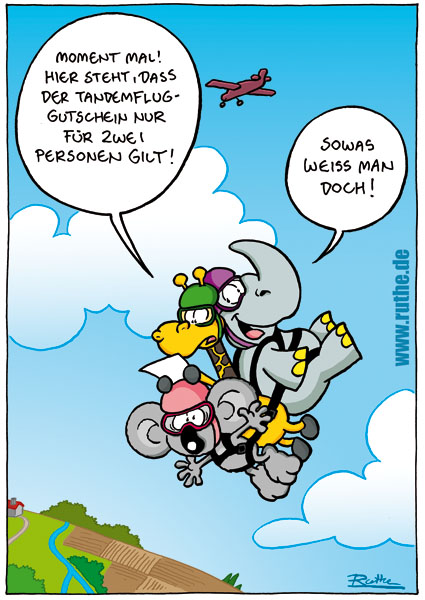 MOMENT MAL!
HIER STEHT, DASS
DER TANDEMFLUG-
GUTSCHEIN NUR
FÜR ZWEI
PERSONEN GILT!
SOWAS
WEISS MAN
DOCH!
www.ruthe.de
Ruthe